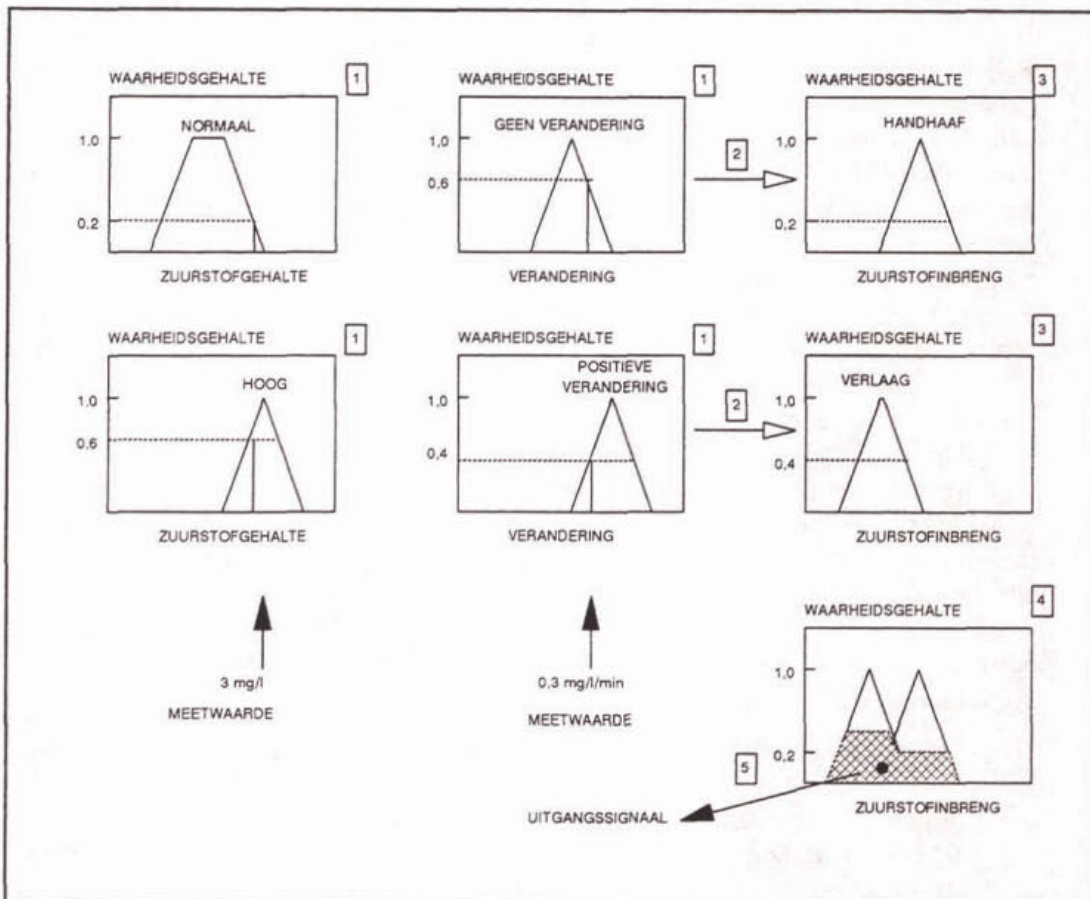 WAARHEIDSGEHALTE 1
NORMAAL
1,0
0,2
ZUURSTOFGEHALTE
WAARHEIDSGEHALTE 1
GEEN VERANDERING
1,0
0,6
VERANDERING
2
WAARHEIDSGEHALTE 3
HANDHAAF
1,0
0,2
ZUURSTOFINBRENG
WAARHEIDSGEHALTE 1
HOOG
1,0
0,6
ZUURSTOFGEHALTE
WAARHEIDSGEHALTE 1
POSITIEVE
VERANDERING
1,0
0,4
VERANDERING
2
WAARHEIDSGEHALTE 3
VERLAAG
1,0
0,4
ZUURSTOFINBRENG
3 mg/l
MEETWAARDE
0,3 mg/l/min
MEETWAARDE
WAARHEIDSGEHALTE 4
1,0
0,2
5
ZUURSTOFINBRENG
UITGANGSSIGNAAL